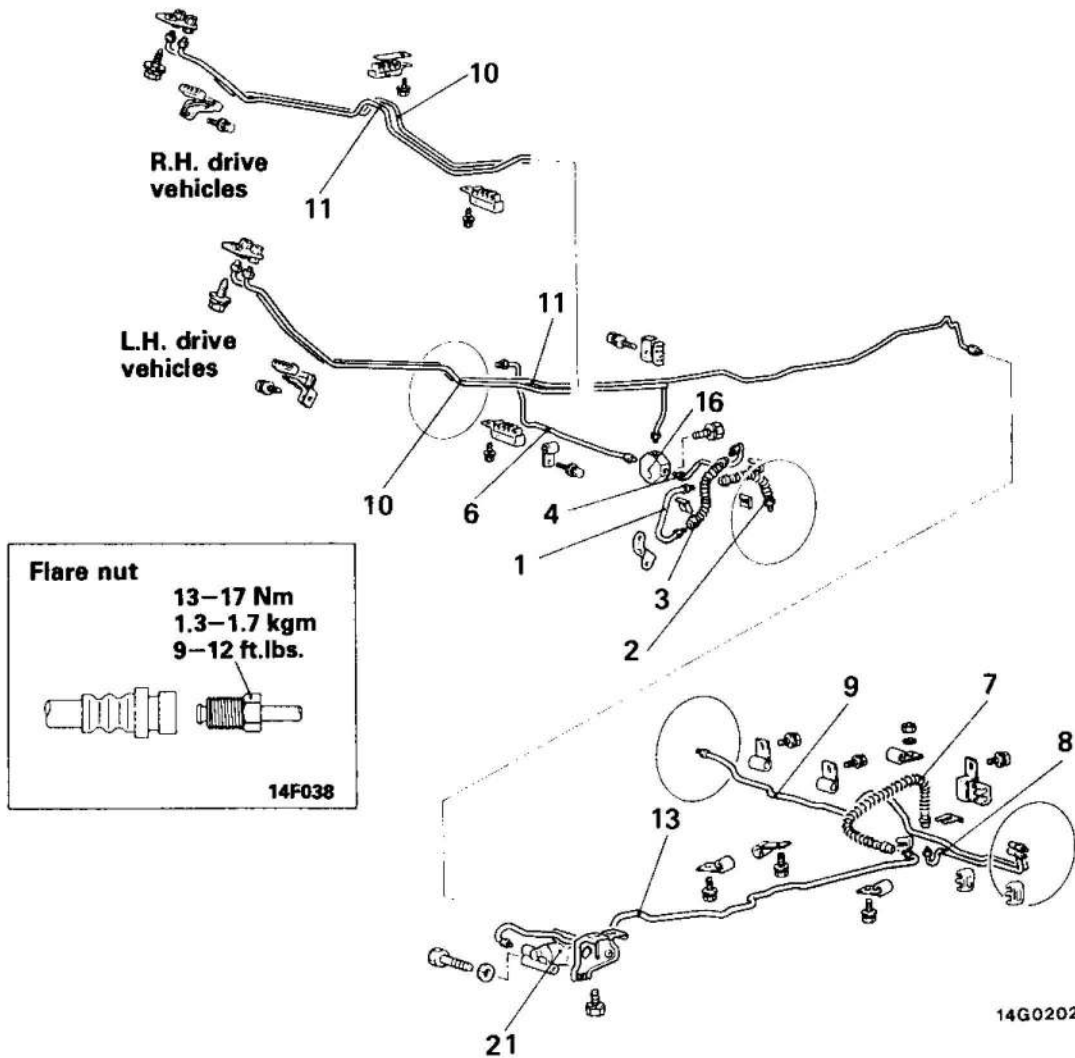 10
R.H. drive
vehicles
11
11
L.H. drive
vehicles
16
10
6
4
1
3
2
Flare nut
13–17 Nm
1.3–1.7 kgm
9–12 ft.lbs.
14F038
9
7
8
13
21
14G0202